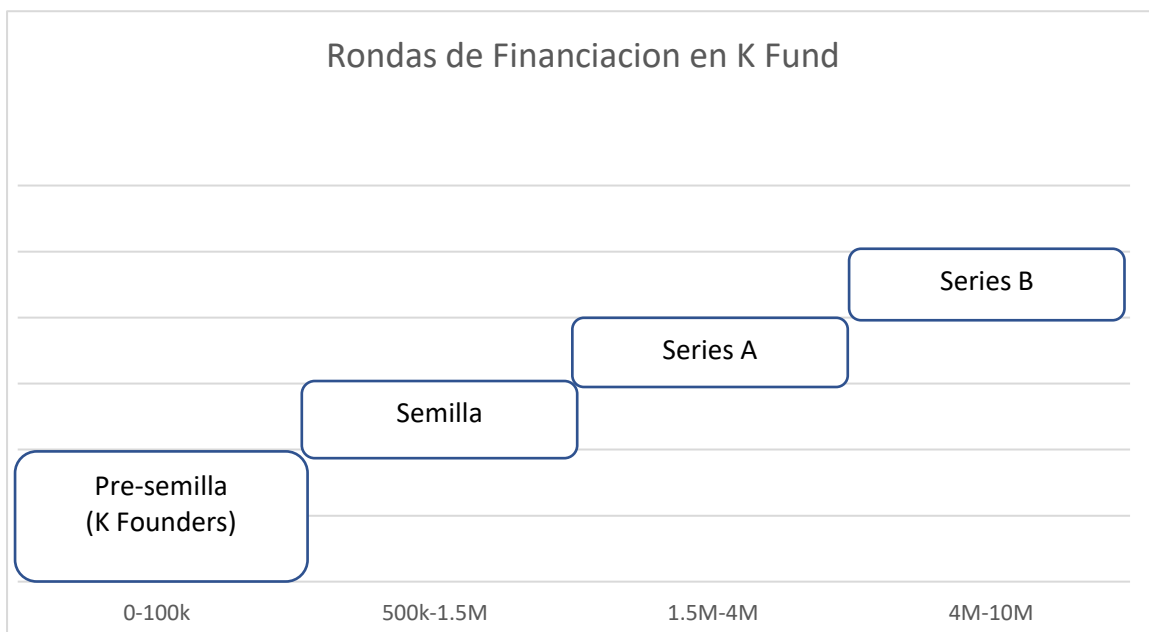 Rondas de Financiacion en K Fund
Series B
Series A
Semilla
Pre-semilla
(K Founders)
0-100k
500k-1.5M
1.5M-4M
4M-10M